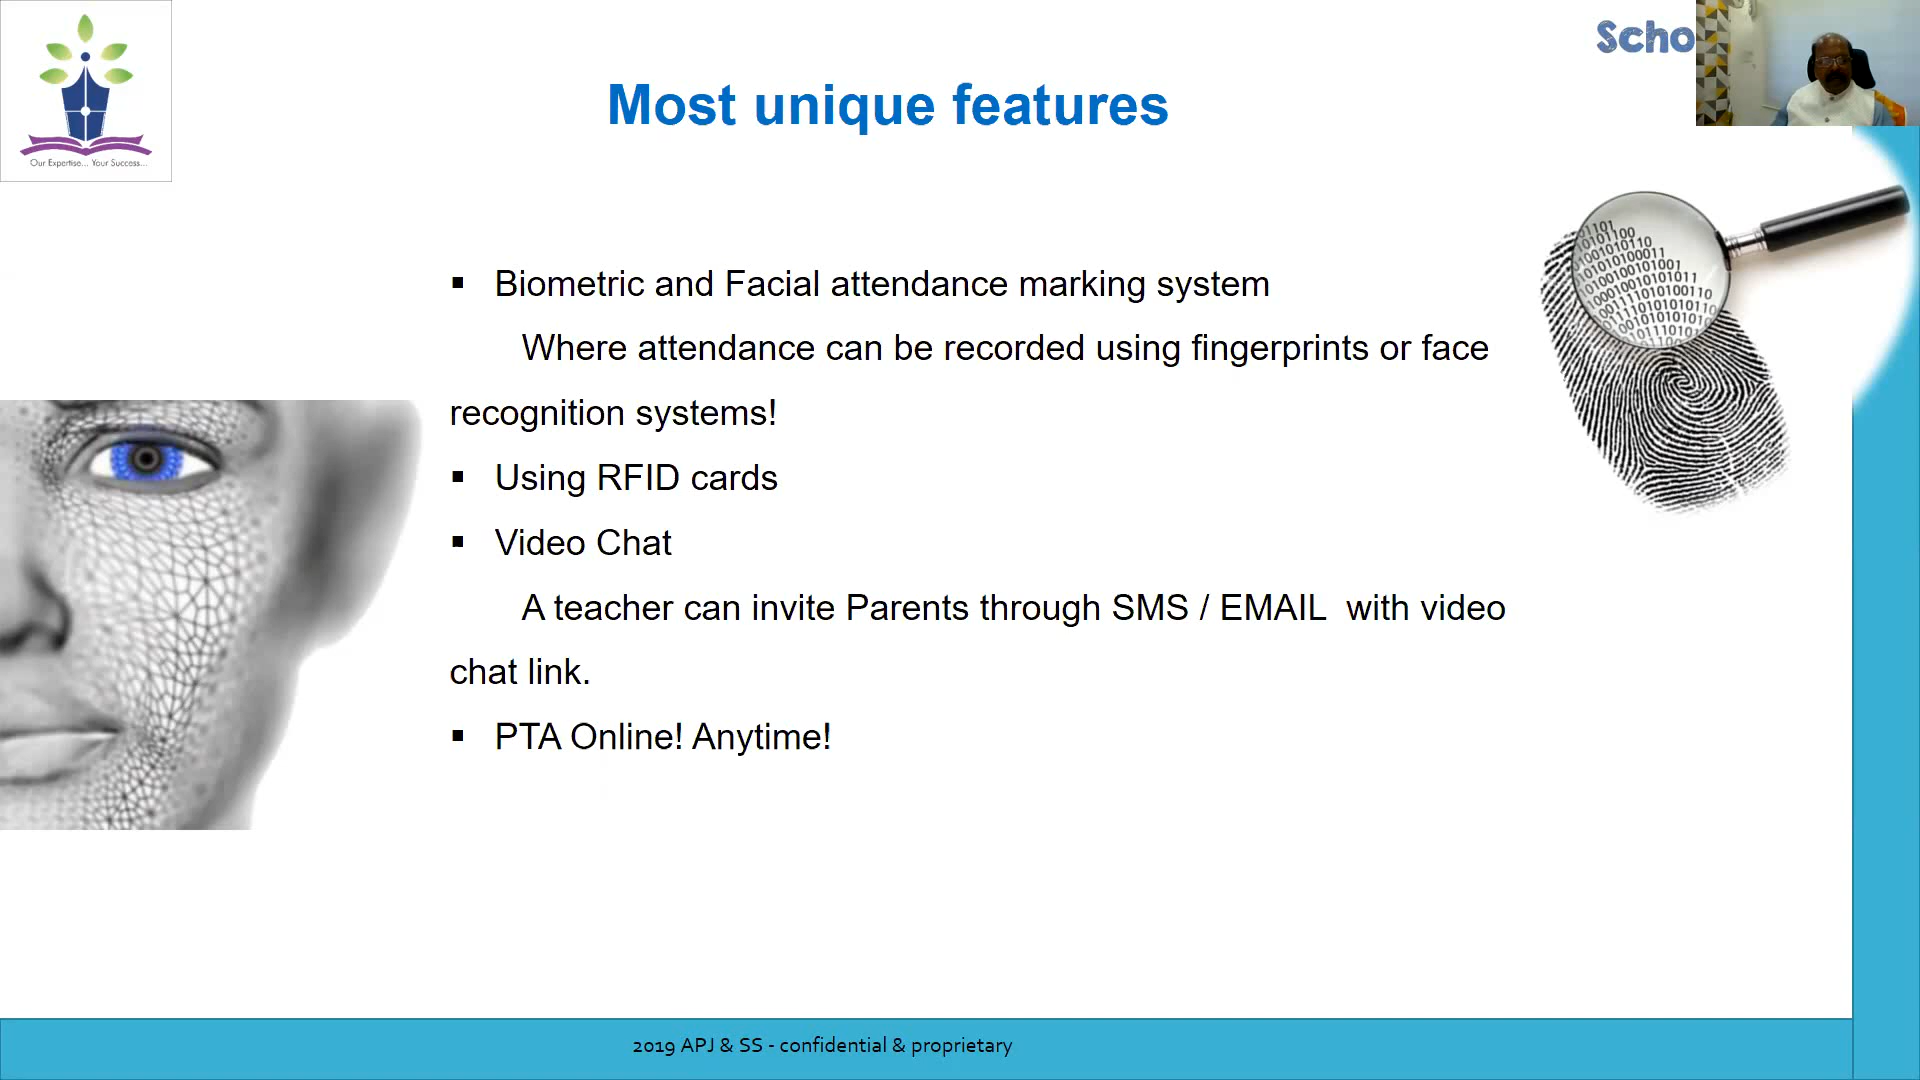 Scho
Most unique features
Our Expertise... Your Success...
▪ Biometric and Facial attendance marking system
Where attendance can be recorded using fingerprints or face
recognition systems!
▪ Using RFID cards
▪ Video Chat
A teacher can invite Parents through SMS / EMAIL with video
chat link.
▪ PTA Online! Anytime!
2019 APJ & SS - confidential & proprietary